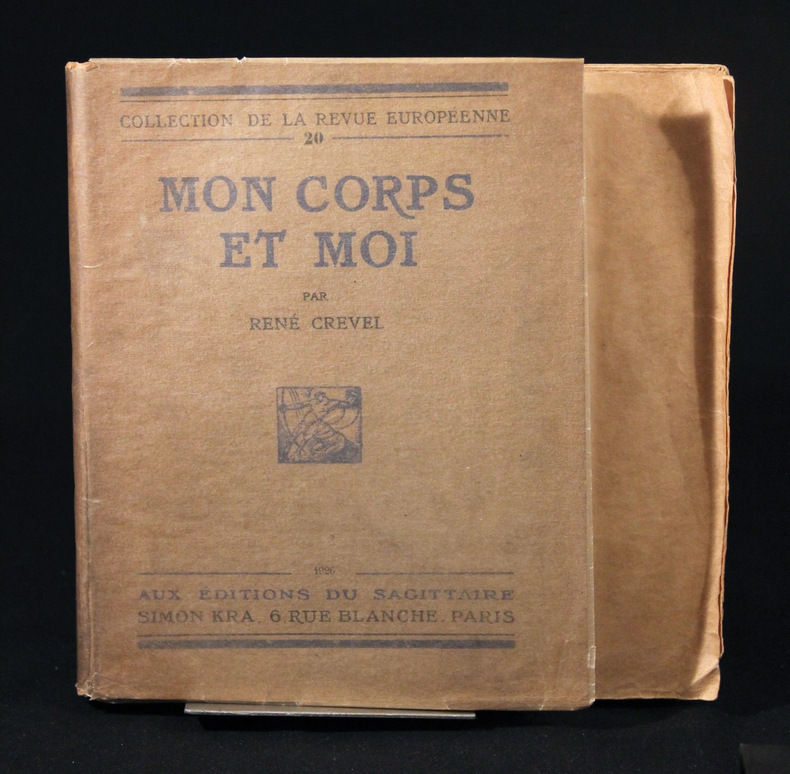 COLLECTION DE LA REVUE EUROPÉENNE
20
MON CORPS
ET MOI
PAR
RENÉ CREVEL
1926
AUX ÉDITIONS DU SAGITTAIRE
SIMON KRA, 6 RUE BLANCHE. PARIS